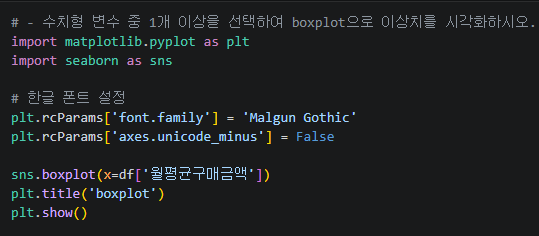 # - 수치형 변수 중 1개 이상을 선택하여 boxplot으로 이상치를 시각화하시오.
import matplotlib.pyplot as plt
import seaborn as sns
# 한글 폰트 설정
plt.rcParams['font.family'] = 'Malgun Gothic'
plt.rcParams['axes.unicode_minus'] = False
sns.boxplot(x=df['월평균구매금액'])
plt.title('boxplot')
plt.show()